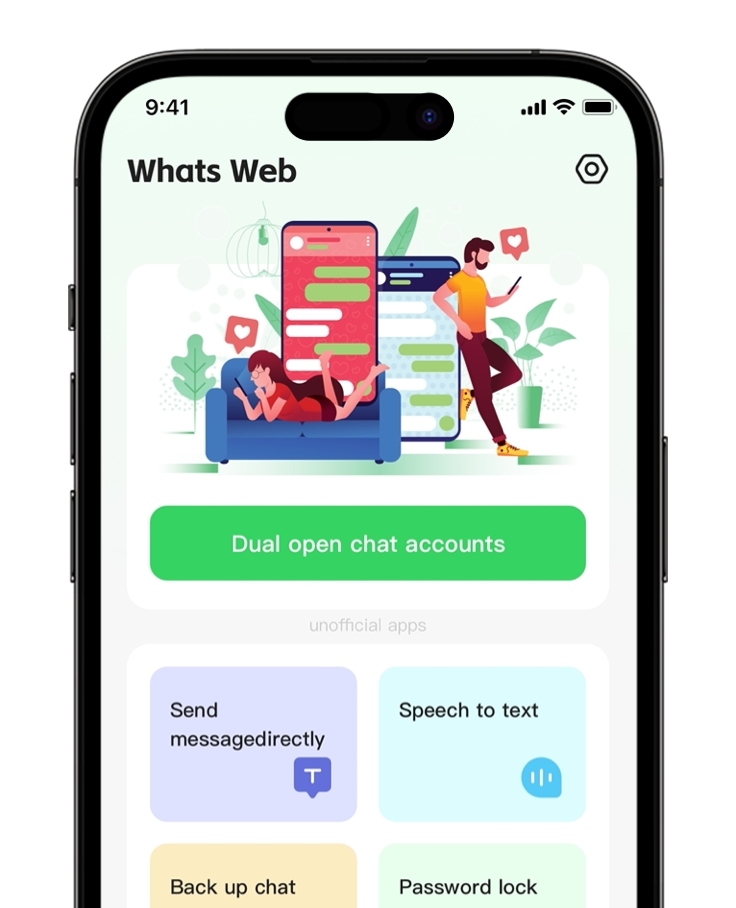 9:41
Whats Web
Dual open chat accounts
unofficial apps
Send
messagedirectly
T
Speech to text
Back up chat
Password lock